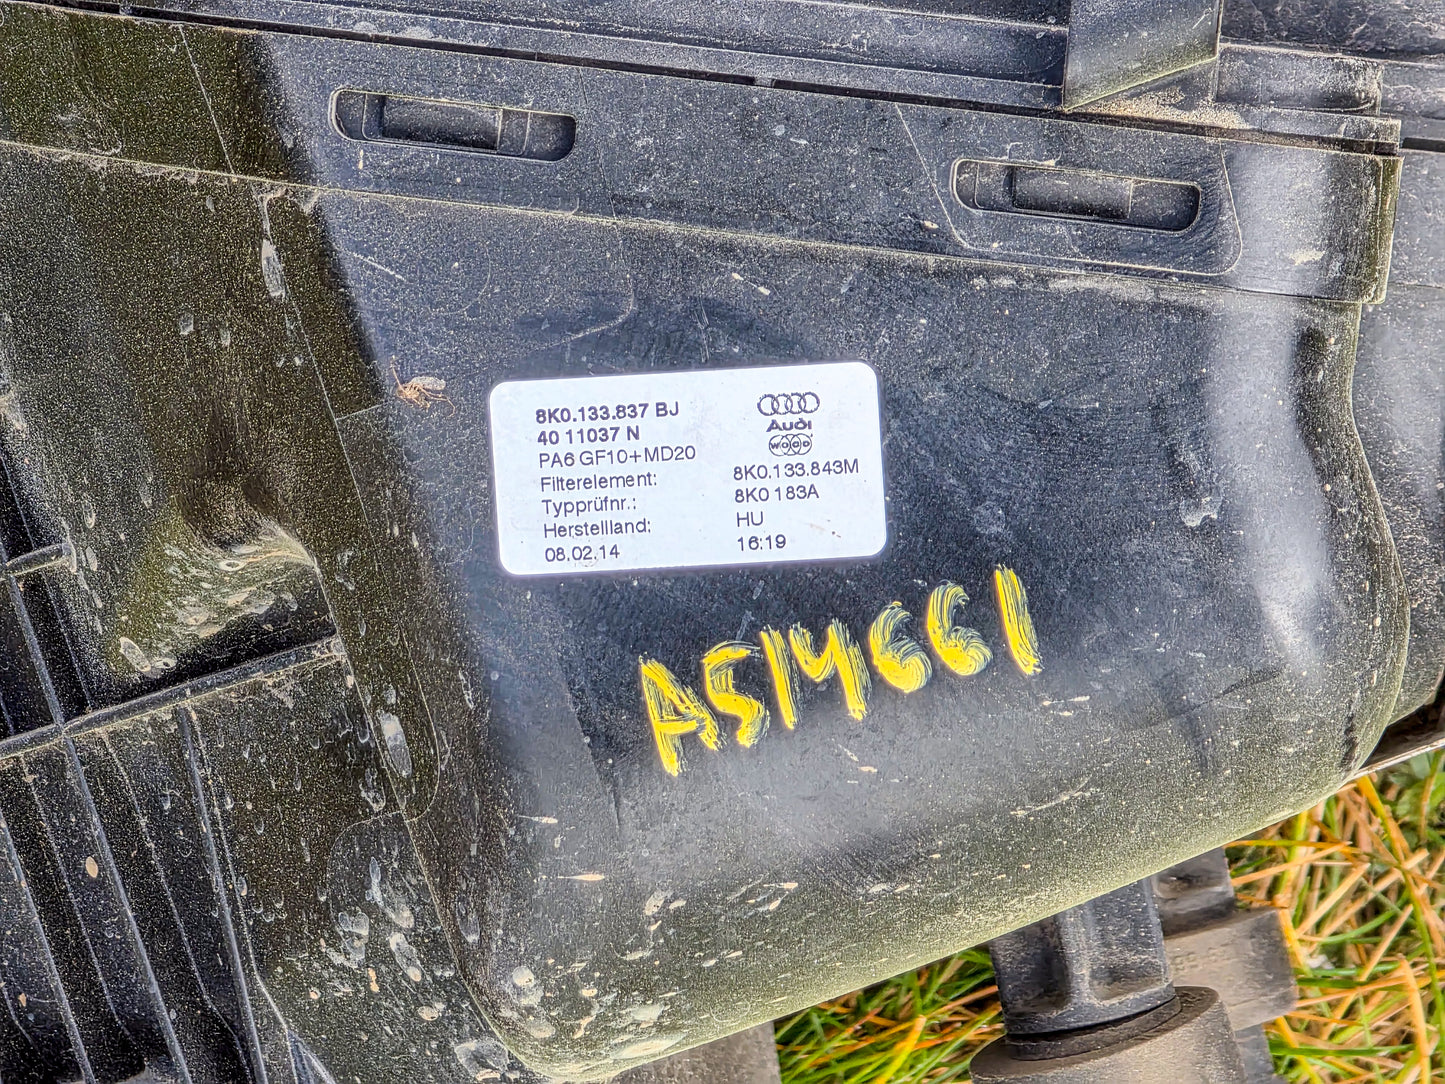 8K0.133.837 BJ
40 11037 N
PA6 GF10+MD20
Audi
Filterelement: 8K0.133.843M
Typprüfnr.: 8K0 183A
Herstellland: HU
08.02.14 16:19